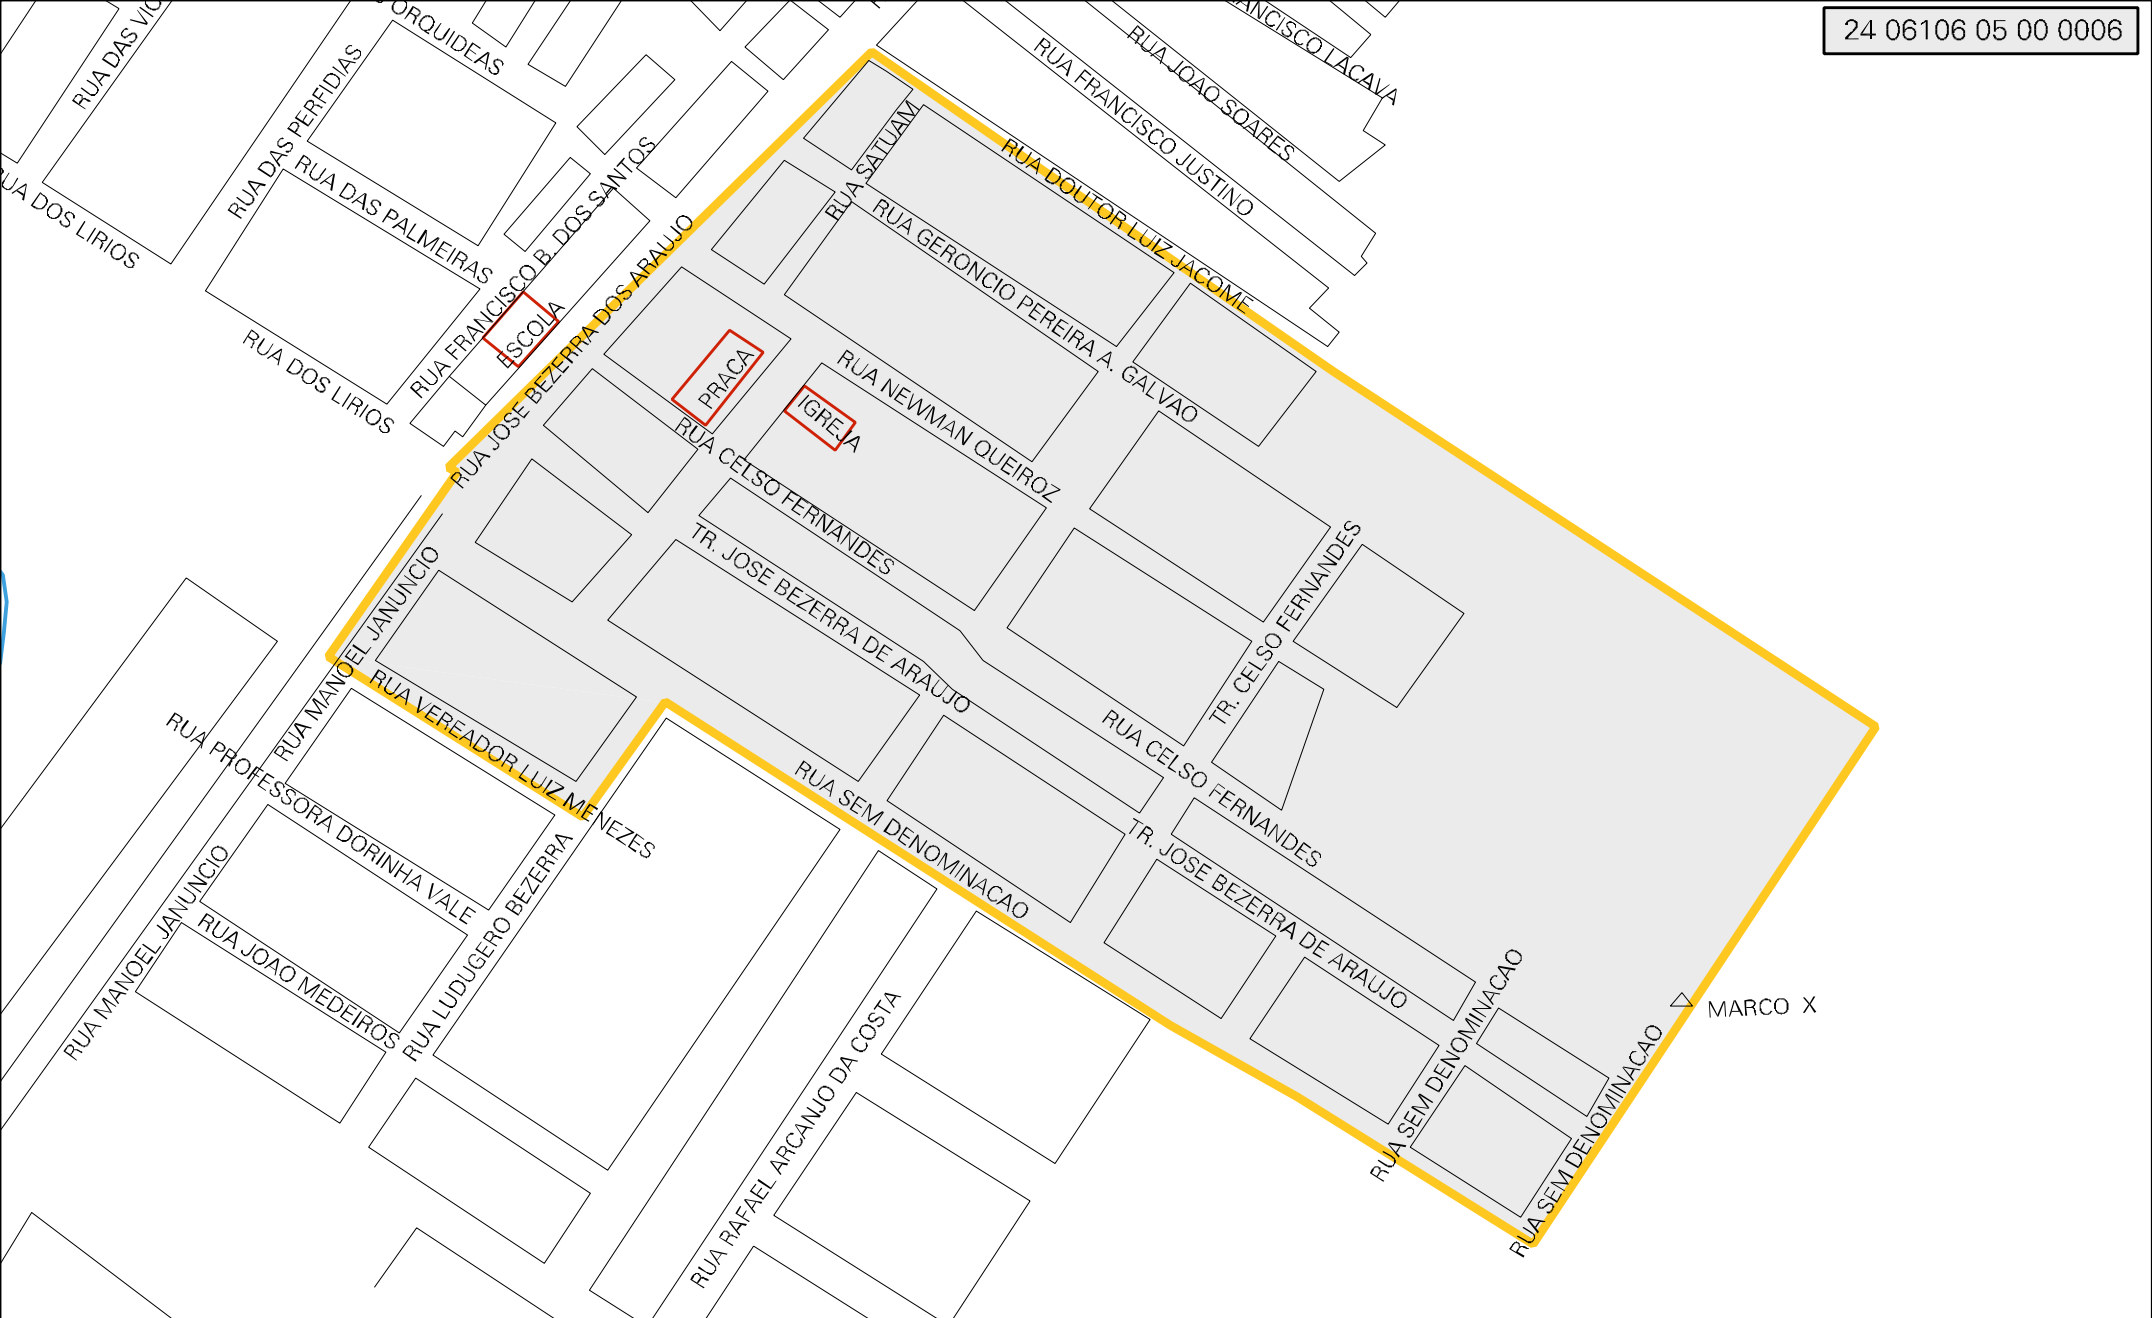 24 06106 05 00 0006
RUA DAS VIO
ORQUIDEAS
RUA DAS PERFIDIAS
RUA DAS PALMEIRAS
RUA DOS LIRIOS
RUA DOS LIRIOS
RUA FRANCISCO B. DOS SANTOS
ESCOLA
RUA JOSE BEZERRA DOS ARAUJO
RUA SATUAM
ANCISCO LACAVA
RUA JOAO SOARES
RUA FRANCISCO JUSTINO
RUA DOUTOR LUIZ JACOME
RUA GERONCIO PEREIRA A. GALVAO
RUA NEWMAN QUEIROZ
PRACA
IGREJA
RUA CELSO FERNANDES
TR. JOSE BEZERRA DE ARAUJO
TR. CELSO FERNANDES
RUA CELSO FERNANDES
RUA MANOEL JANUNCIO
RUA VEREADOR LUIZ MENEZES
RUA PROFESSORA DORINHA VALE
RUA SEM DENOMINACAO
TR. JOSE BEZERRA DE ARAUJO
RUA MANOEL JANUNCIO
RUA JOAO MEDEIROS
RUA LUDUGERO BEZERRA
RUA RAFAEL ARCANJO DA COSTA
RUA SEM DENOMINACAO
RUA SEM DENOMINACAO
MARCO X